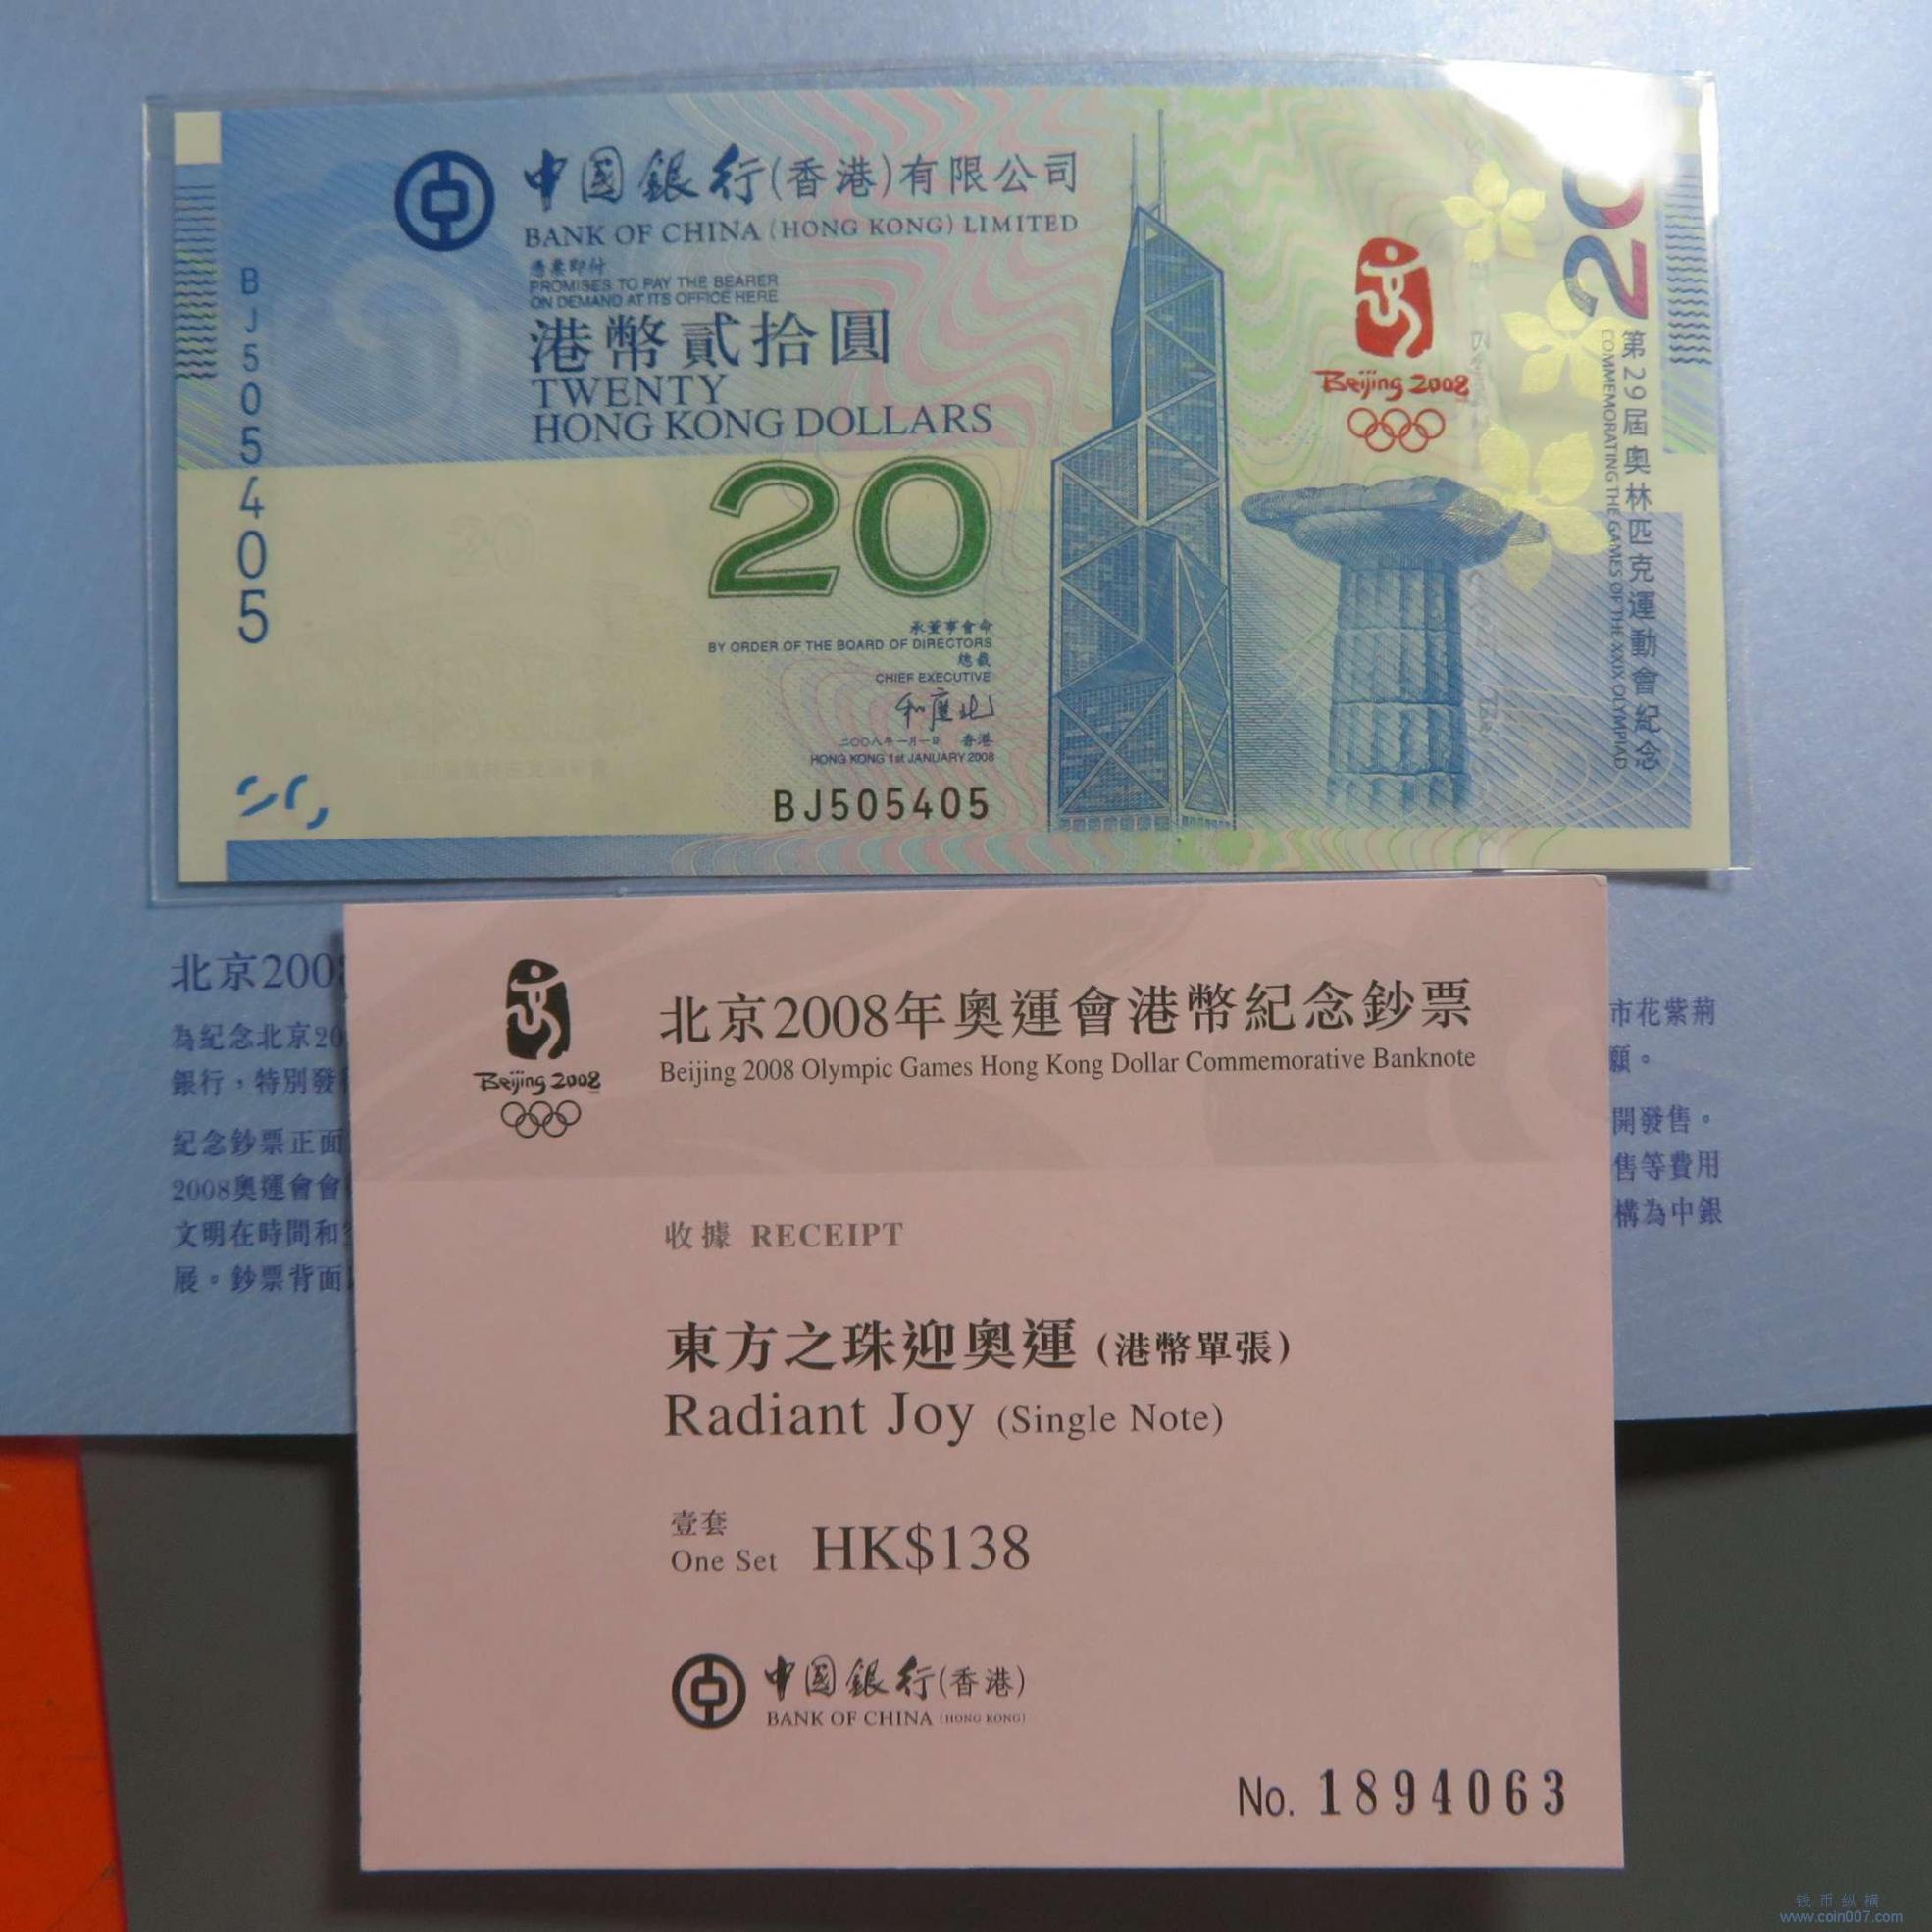 中國銀行(香港)有限公司
BANK OF CHINA (HONG KONG) LIMITED
憑票即付
PROMISES TO PAY THE BEARER
ON DEMAND AT ITS OFFICE HERE
港幣貳拾圓
TWENTY
HONG KONG DOLLARS
20
承董事會命
BY ORDER OF THE BOARD OF DIRECTORS
總裁
CHIEF EXECUTIVE
和廣北
二〇〇八年一月一日 香港
HONG KONG 1st JANUARY 2008
BJ505405
BJ505405
Beijing 2008
20
第29屆奧林匹克運動會紀念
COMMEMORATING THE GAMES OF THE XXIX OLYMPIAD
北京2008
為紀念北京20
銀行，特別發
紀念鈔票正面
2008奧運會會
文明在時間和
展。鈔票背面
市花紫荊
願。
開發售。
售等費用
構為中銀
Beijing 2008
北京2008年奧運會港幣紀念鈔票
Beijing 2008 Olympic Games Hong Kong Dollar Commemorative Banknote
收據 RECEIPT
東方之珠迎奧運 (港幣單張)
Radiant Joy (Single Note)
壹套
One Set HK$138
中國銀行(香港)
BANK OF CHINA (HONG KONG)
No. 1894063
钱币纵横
www.coin007.com